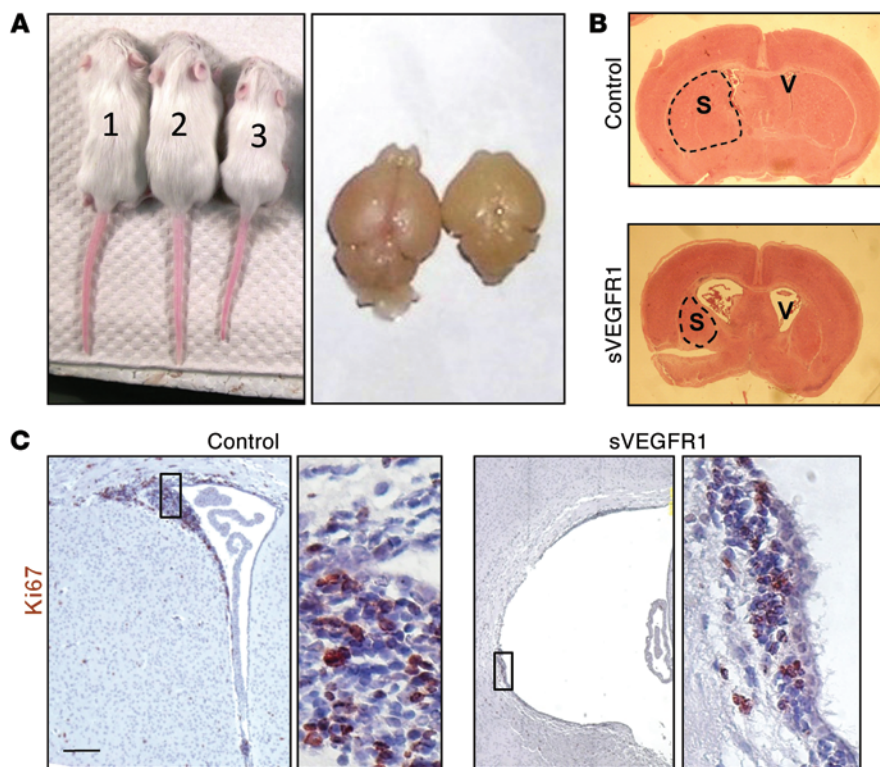 A
1
2
3
B
Control
S
V
sVEGFR1
S
V
C
Control
sVEGFR1
Ki67